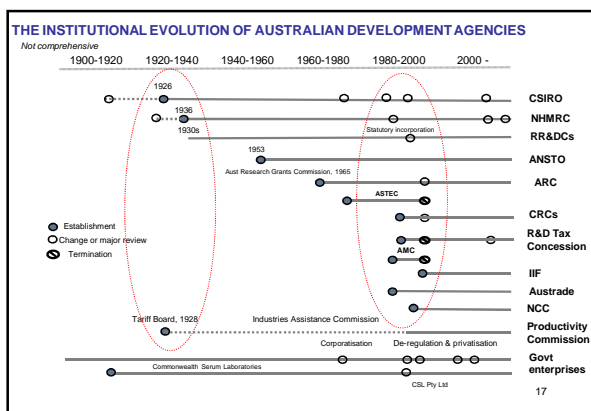 THE INSTITUTIONAL EVOLUTION OF AUSTRALIAN DEVELOPMENT AGENCIES
Not comprehensive
1900-1920 1920-1940 1940-1960 1960-1980 1980-2000 2000 -
1926
CSIRO
1936
NHMRC
1930s
Statutory incorporation
RR&DCs
1953
ANSTO
Aust Research Grants Commission, 1965
ARC
ASTEC
CRCs
Establishment
Change or major review
Termination
R&D Tax
Concession
AMC
IIF
Austrade
NCC
Tariff Board, 1928
Industries Assistance Commission
Productivity
Commission
Corporatisation
De-regulation & privatisation
Govt
enterprises
Commonwealth Serum Laboratories
CSL Pty Ltd
17